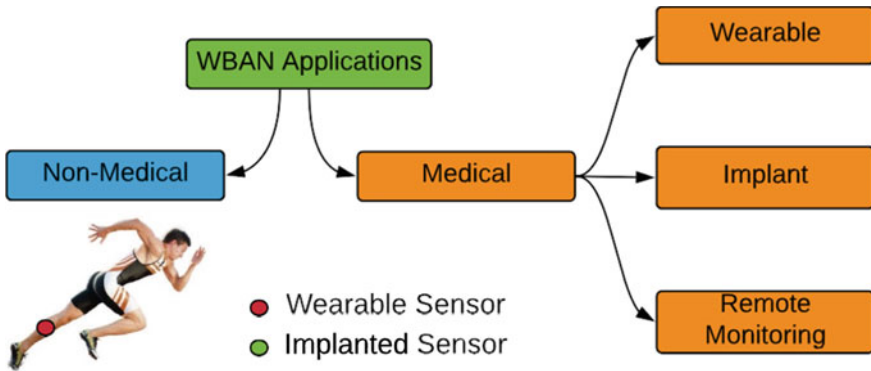 WBAN Applications
Non-Medical
Medical
Wearable
Implant
Remote
Monitoring
Wearable Sensor
Implanted Sensor